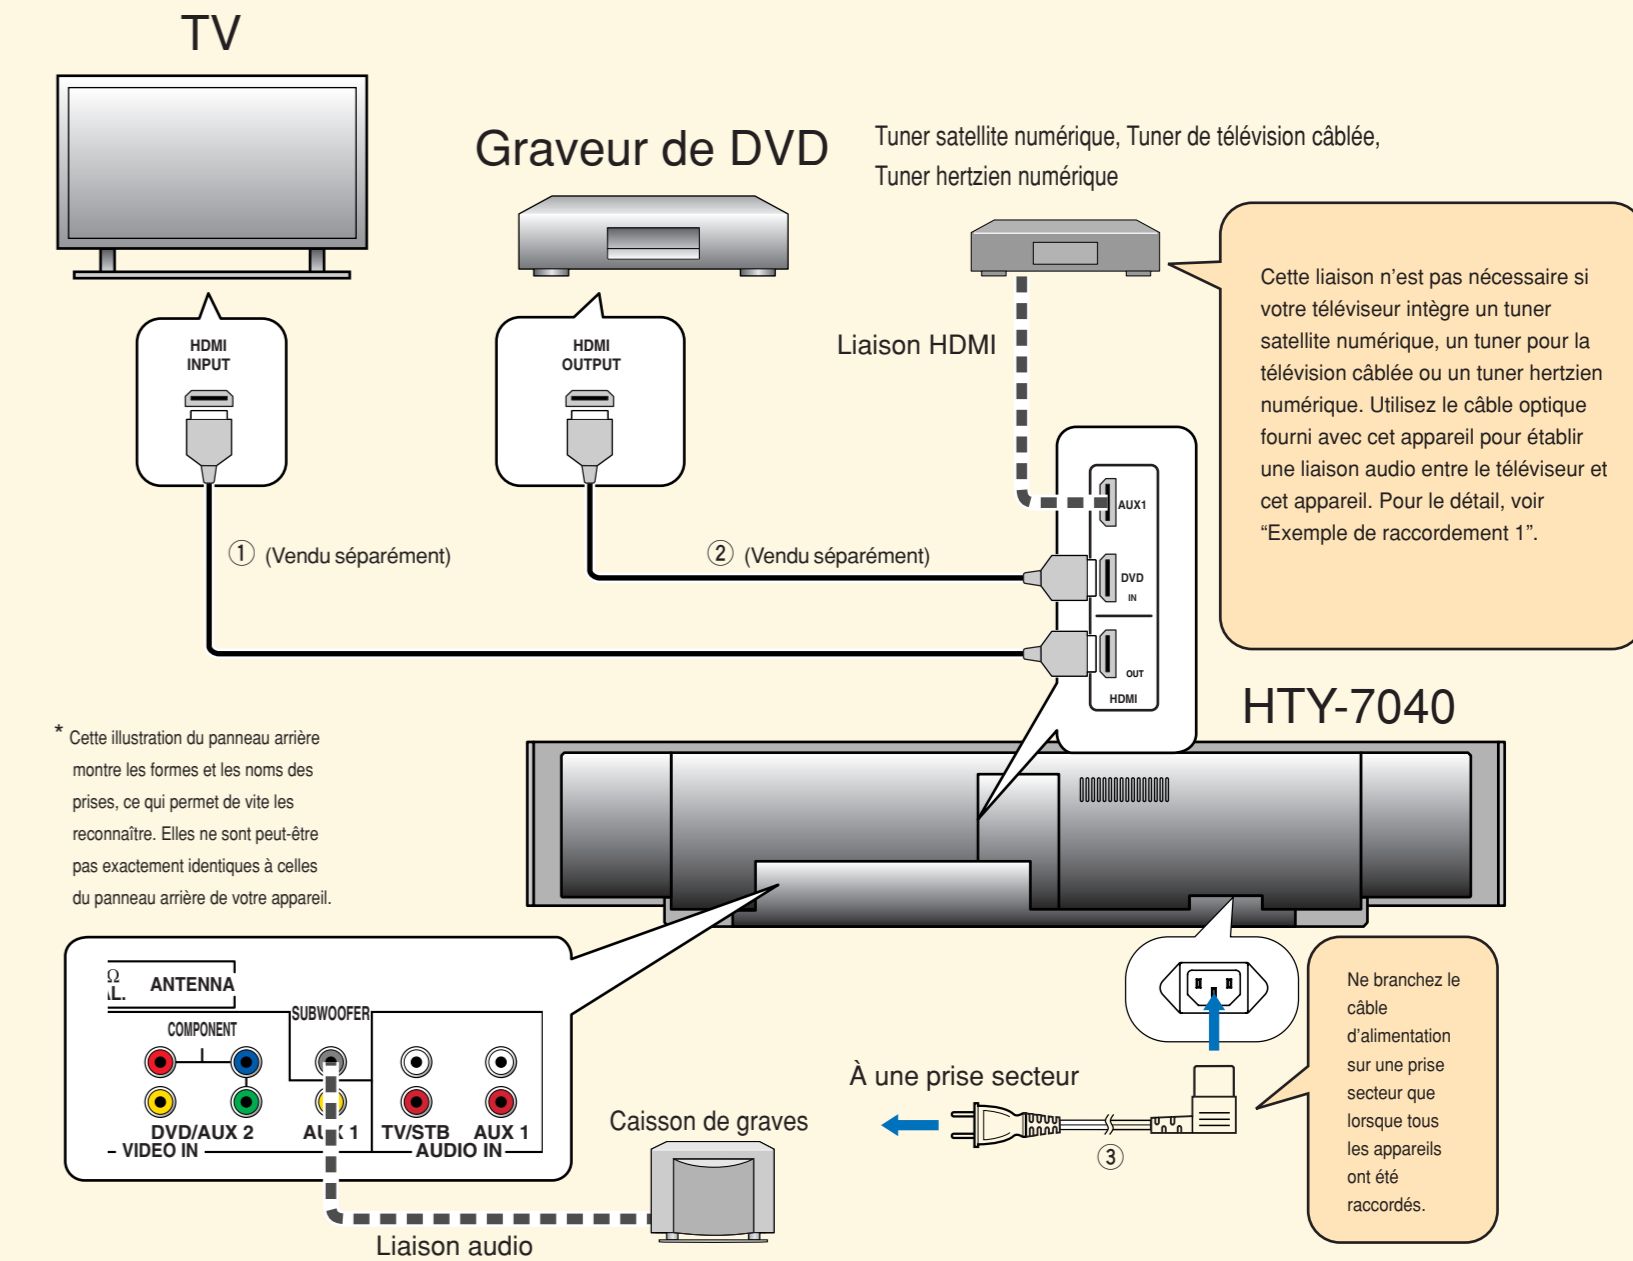 TV
Graveur de DVD
Tuner satellite numérique, Tuner de télévision câblée,
Tuner hertzien numérique
HDMI
INPUT
HDMI
OUTPUT
Liaison HDMI
Cette liaison n’est pas nécessaire si
votre téléviseur intègre un tuner
satellite numérique, un tuner pour la
télévision câblée ou un tuner hertzien
numérique. Utilisez le câble optique
fourni avec cet appareil pour établir
une liaison audio entre le téléviseur et
cet appareil. Pour le détail, voir
“Exemple de raccordement 1”.
AUX1
① (Vendu séparément)
② (Vendu séparément)
DVD
IN
OUT
HDMI
HTY-7040
* Cette illustration du panneau arrière
montre les formes et les noms des
prises, ce qui permet de vite les
reconnaître. Elles ne sont peut-être
pas exactement identiques à celles
du panneau arrière de votre appareil.
Ω
AL.
ANTENNA
SUBWOOFER
COMPONENT
DVD/AUX 2
AUX 1
TV/STB
AUX 1
VIDEO IN
AUDIO IN
Liaison audio
Caisson de graves
À une prise secteur
③
Ne branchez le
câble
d’alimentation
sur une prise
secteur que
lorsque tous
les appareils
ont été
raccordés.